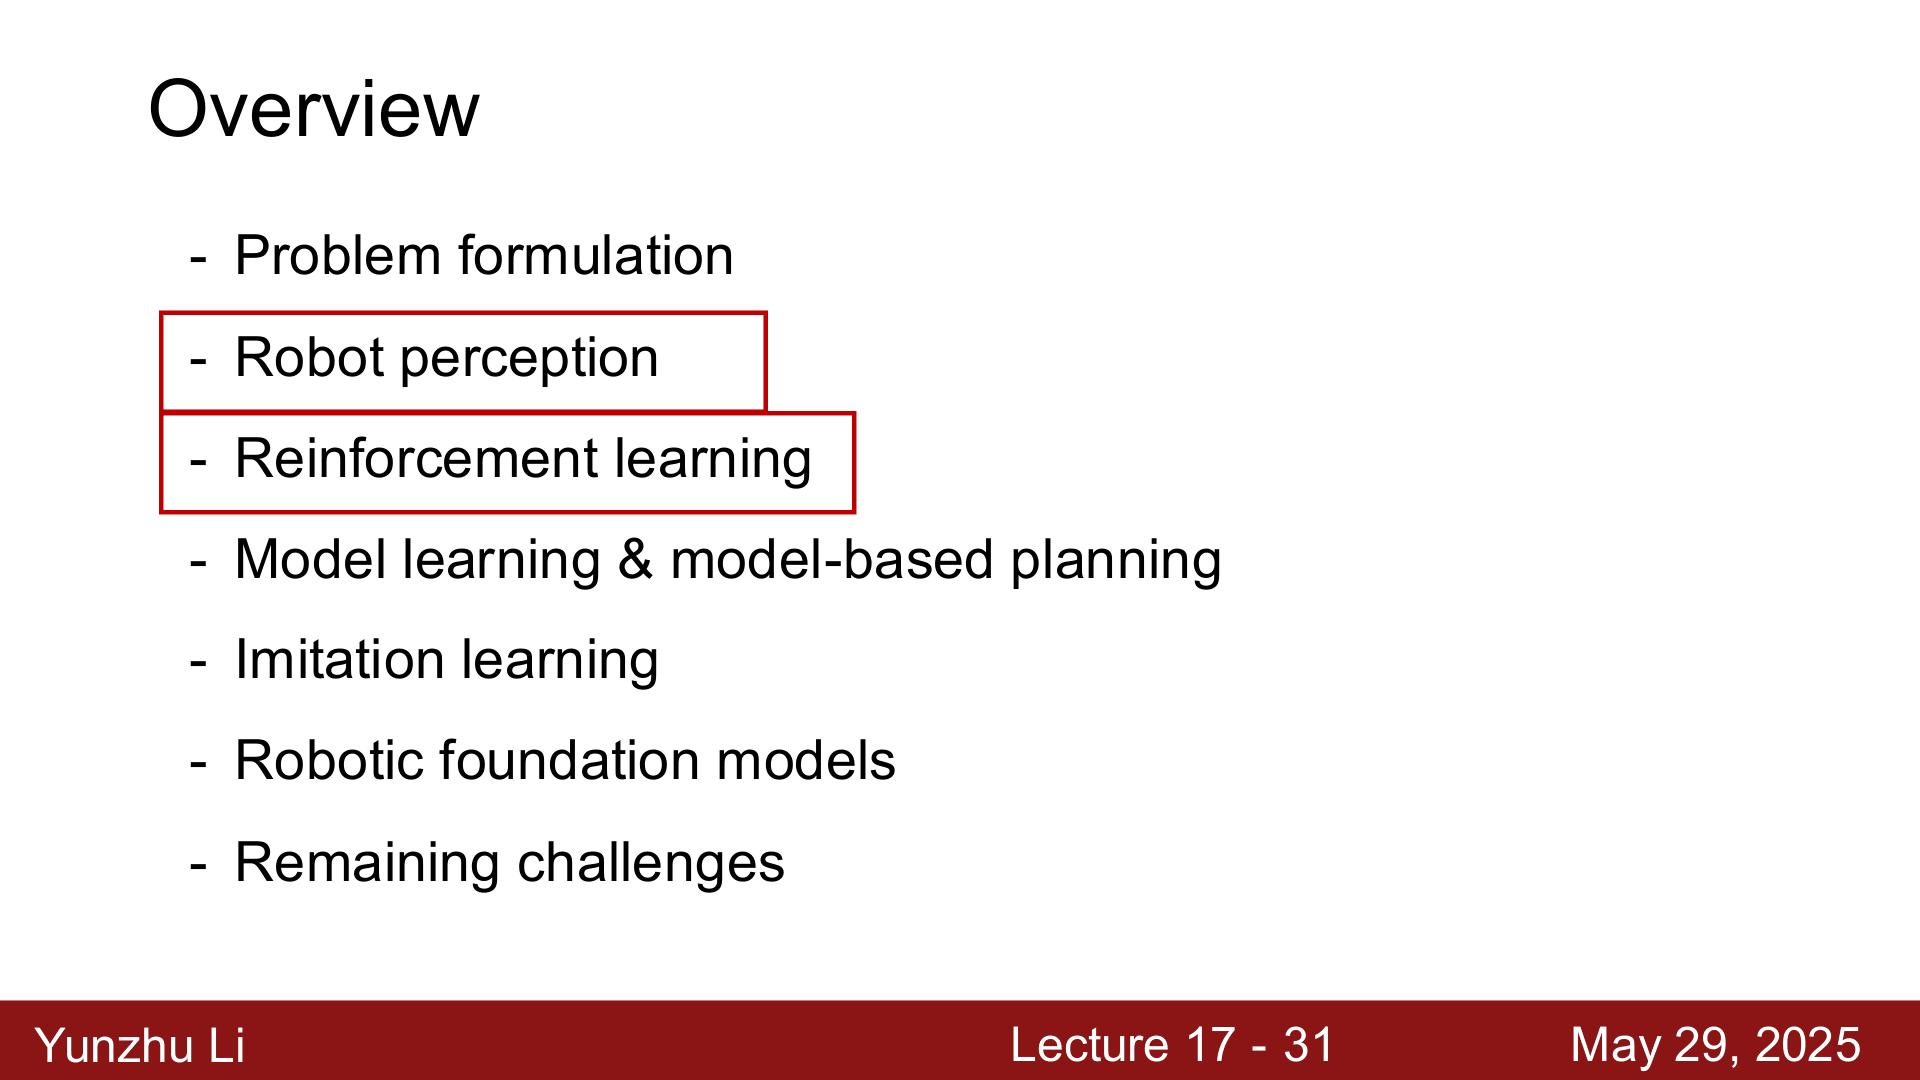 Overview
- Problem formulation
- Robot perception
- Reinforcement learning
- Model learning & model-based planning
- Imitation learning
- Robotic foundation models
- Remaining challenges
Yunzhu Li
Lecture 17 - 31
May 29, 2025